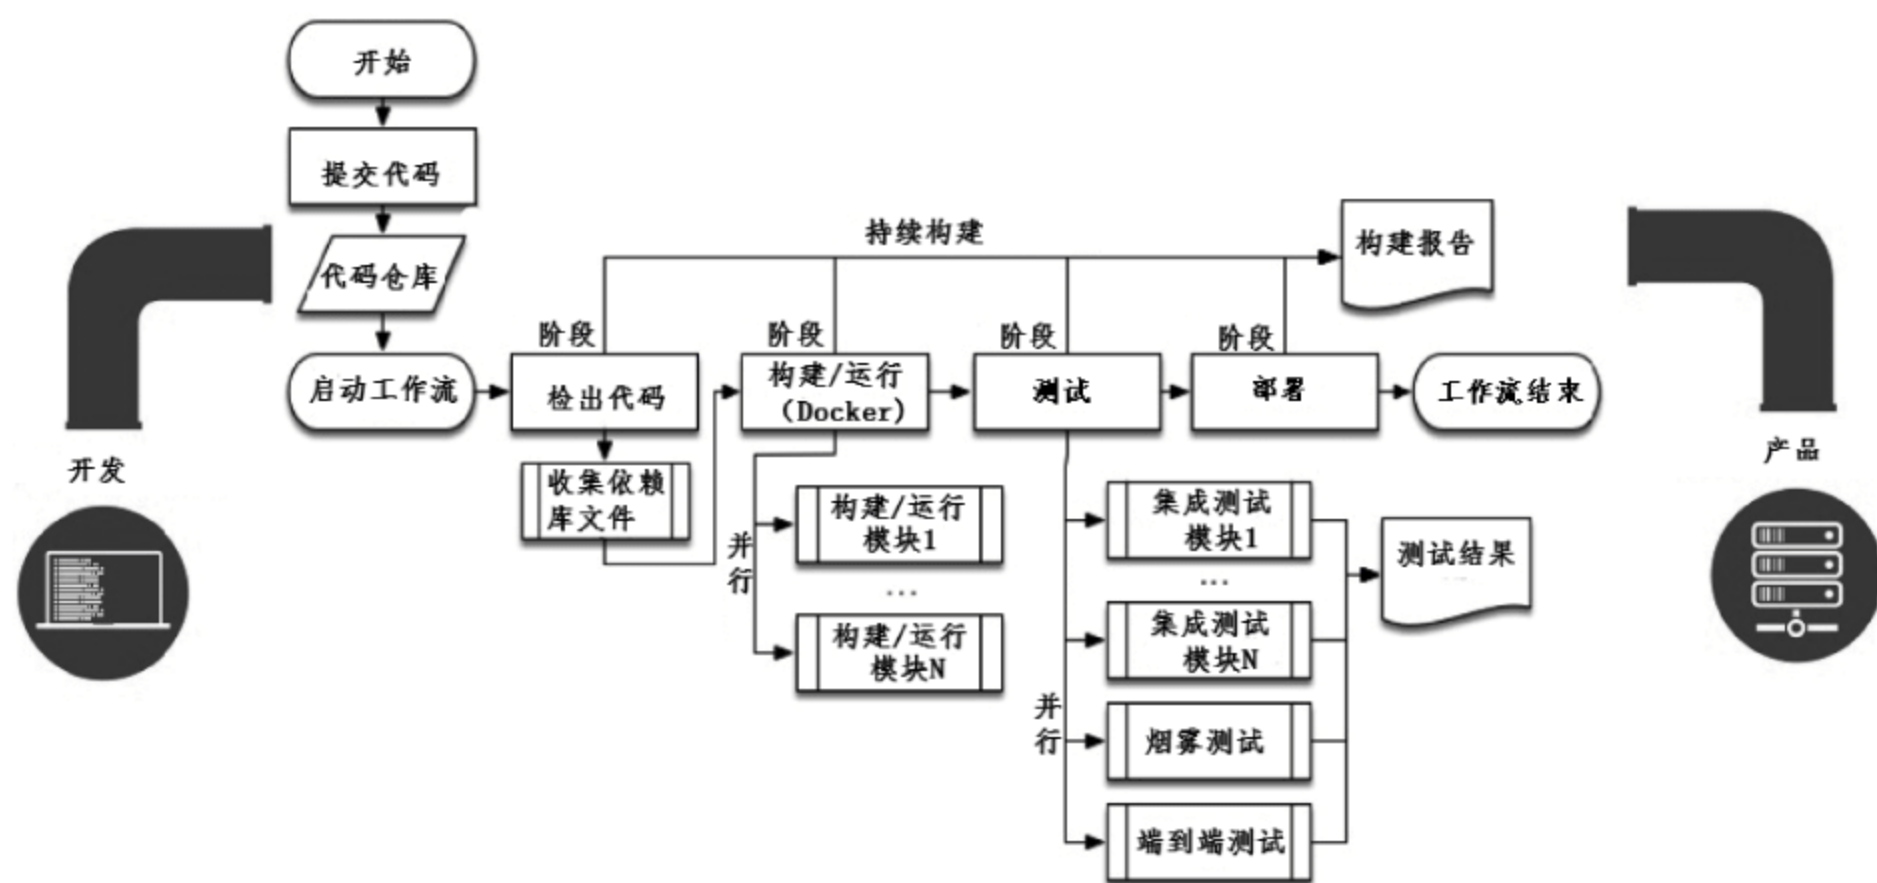 开始
提交代码
代码仓库
启动工作流
开发
持续构建
构建报告
阶段
阶段
阶段
阶段
检出代码
构建/运行
（Docker）
测试
部署
工作流结束
收集依赖
库文件
并
行
构建/运行
模块1
...
构建/运行
模块N
并
行
集成测试
模块1
...
集成测试
模块N
烟雾测试
端到端测试
测试结果
产品